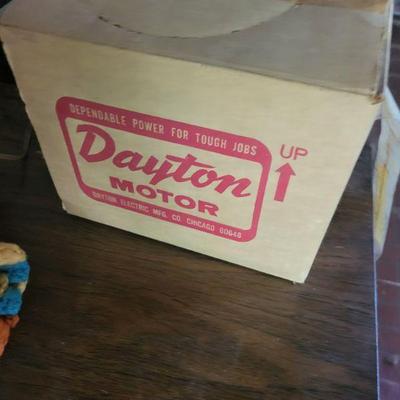 DEPENDABLE POWER FOR TOUGH JOBS
Dayton
MOTOR
DAYTON ELECTRIC MFG. CO. CHICAGO 60648
UP